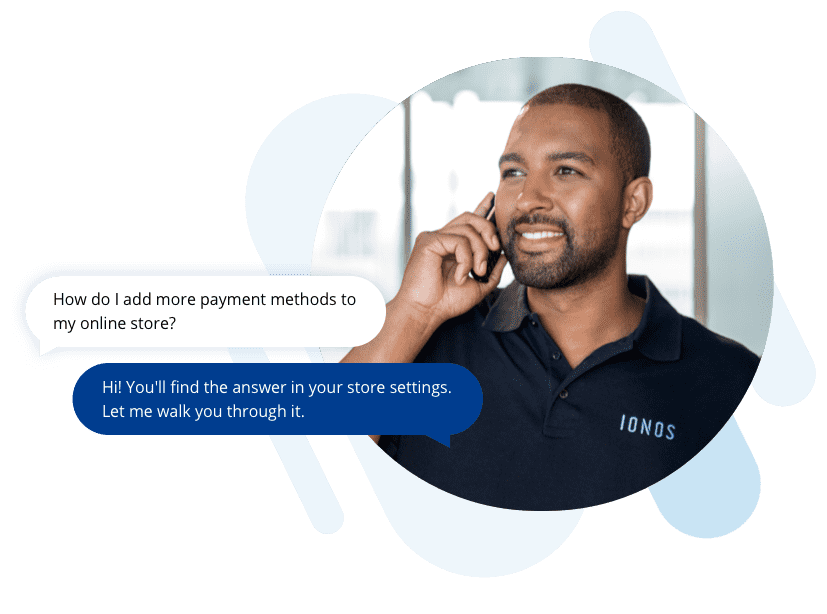 How do I add more payment methods to
my online store?
Hi! You'll find the answer in your store settings.
Let me walk you through it.
IONOS